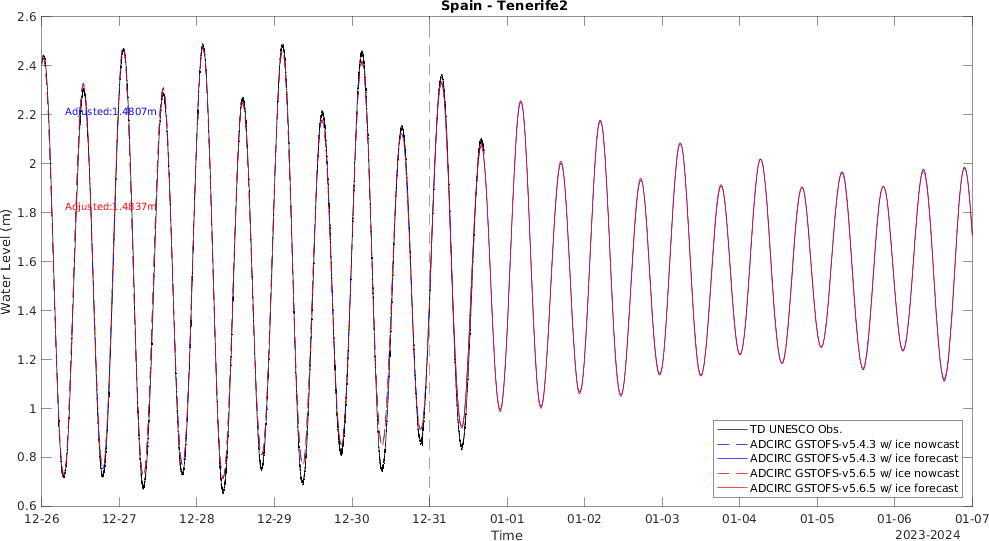 Spain - Tenerife2
2.6
2.4
2.2
2
1.8
1.6
1.4
1.2
1
0.8
0.6
Water Level (m)
Adjusted:1.4807m
Adjusted:1.4837m
TD UNESCO Obs.
ADCIRC GSTOFS-v5.4.3 w/ ice nowcast
ADCIRC GSTOFS-v5.4.3 w/ ice forecast
ADCIRC GSTOFS-v5.6.5 w/ ice nowcast
ADCIRC GSTOFS-v5.6.5 w/ ice forecast
12-26 12-27 12-28 12-29 12-30 12-31 01-01 01-02 01-03 01-04 01-05 01-06 01-07
Time
2023-2024